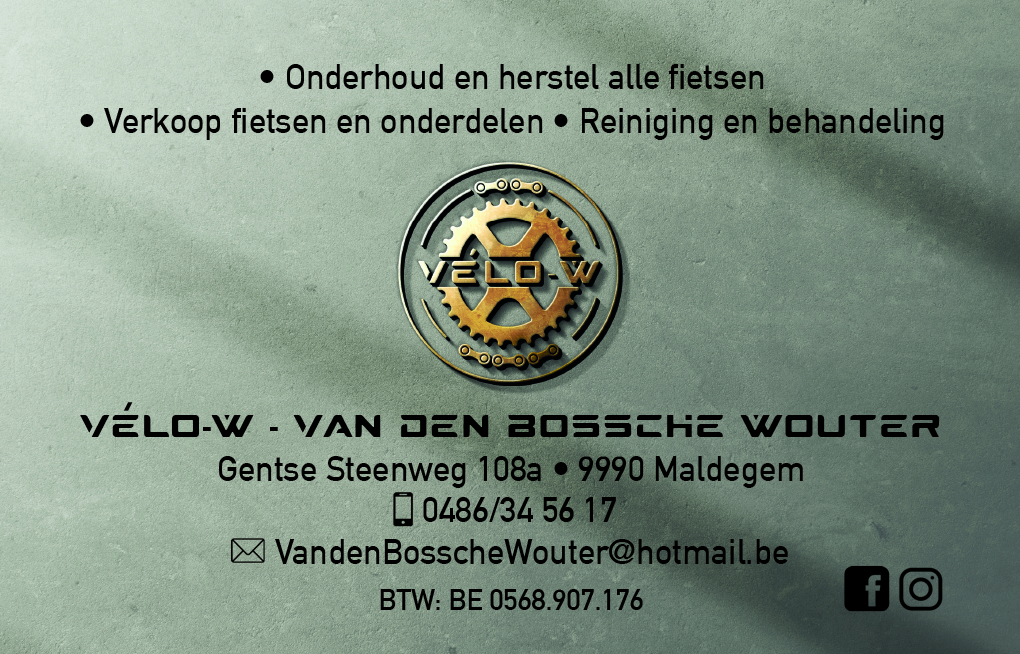 • Onderhoud en herstel alle fietsen
• Verkoop fietsen en onderdelen • Reiniging en behandeling
VÉLO-W
VÉLO-W - VAN DEN BOSSCHE WOUTER
Gentse Steenweg 108a • 9990 Maldegem
0486/34 56 17
VandenBosscheWouter@hotmail.be
BTW: BE 0568.907.176